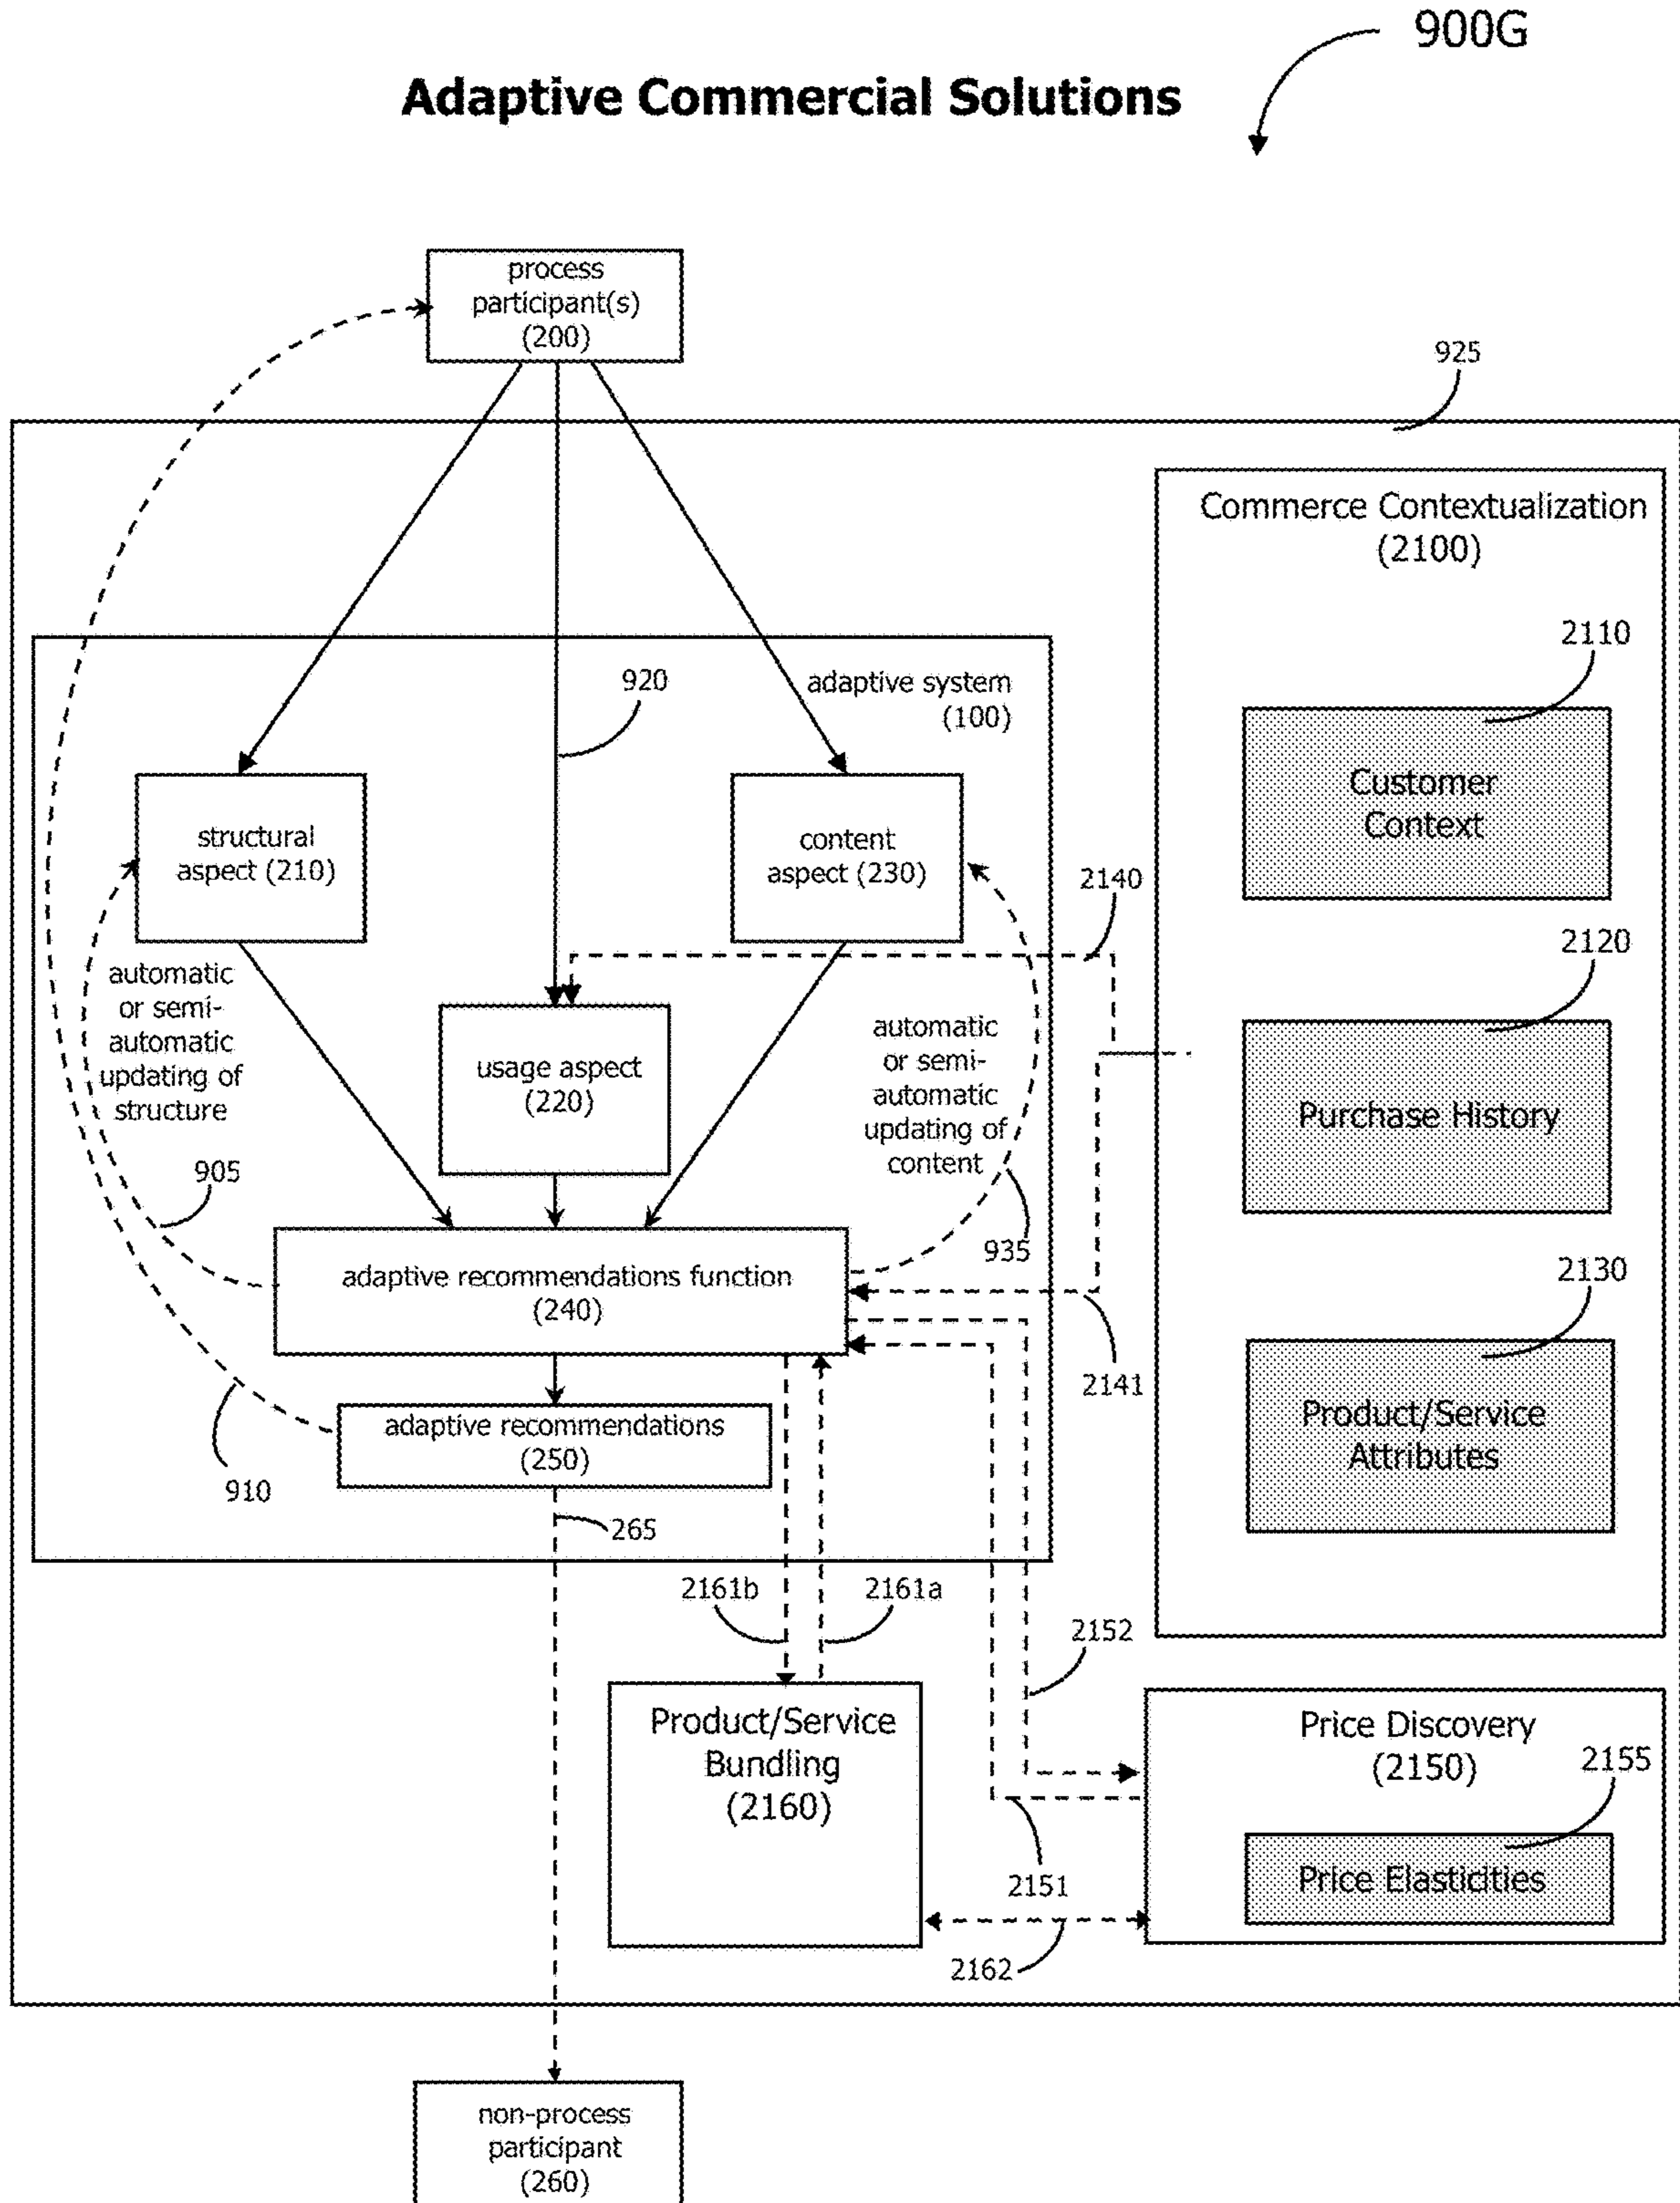 900G
Adaptive Commercial Solutions
process
participant(s)
(200)
925
Commerce Contextualization
(2100)
2110
920
adaptive system
(100)
Customer
Context
structural
aspect (210)
content
aspect (230)
2140
2120
automatic
or semi-
automatic
updating of
structure
usage aspect
(220)
automatic
or semi-
automatic
updating of
content
Purchase History
905
935
2130
adaptive recommendations function
(240)
2141
Product/Service
Attributes
adaptive recommendations
(250)
910
265
2161b
2161a
2152
Product/Service
Bundling
(2160)
Price Discovery
(2150)
2155
2151
Price Elasticities
2162
non-process
participant
(260)